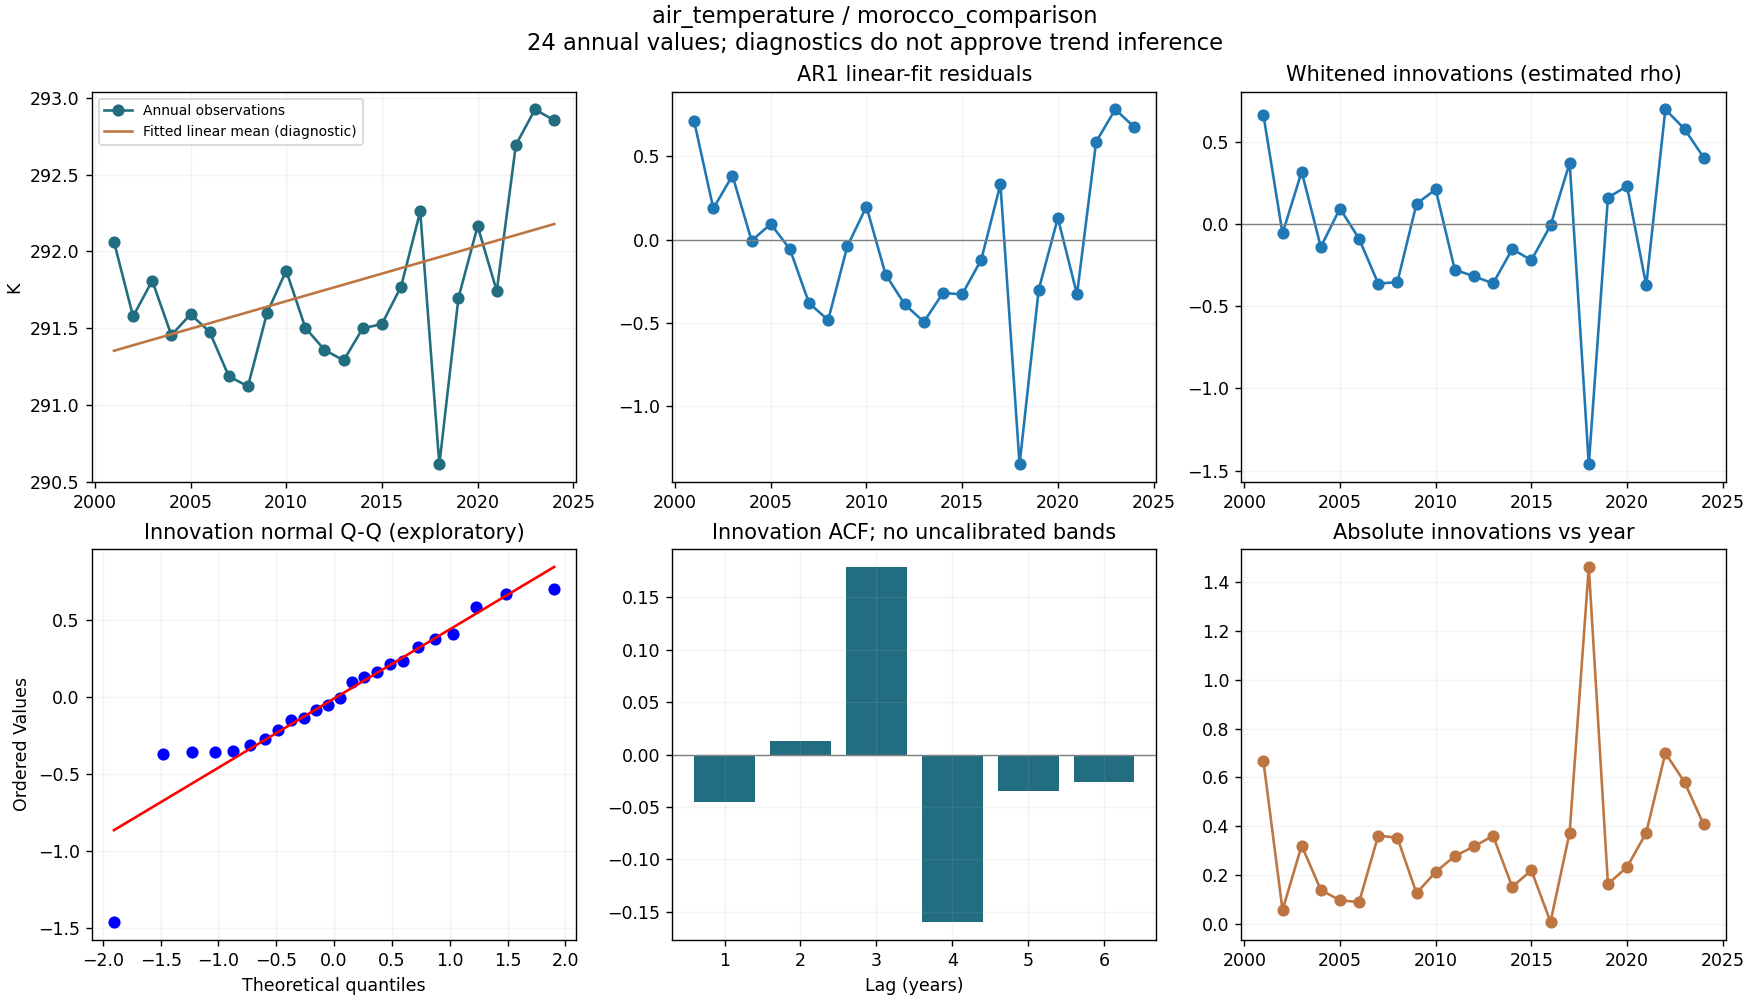 air_temperature / morocco_comparison
24 annual values; diagnostics do not approve trend inference
AR1 linear-fit residuals
Whitened innovations (estimated rho)
Annual observations
Fitted linear mean (diagnostic)
K
293.0
292.5
292.0
291.5
291.0
290.5
2000 2005 2010 2015 2020 2025
0.5
0.0
−0.5
−1.0
2000 2005 2010 2015 2020 2025
0.5
0.0
−0.5
−1.0
−1.5
2000 2005 2010 2015 2020 2025
Innovation normal Q-Q (exploratory)
Ordered Values
0.5
0.0
−0.5
−1.0
−1.5
−2.0 −1.5 −1.0 −0.5 0.0 0.5 1.0 1.5 2.0
Theoretical quantiles
Innovation ACF; no uncalibrated bands
0.15
0.10
0.05
0.00
−0.05
−0.10
−0.15
1 2 3 4 5 6
Lag (years)
Absolute innovations vs year
1.4
1.2
1.0
0.8
0.6
0.4
0.2
0.0
2000 2005 2010 2015 2020 2025